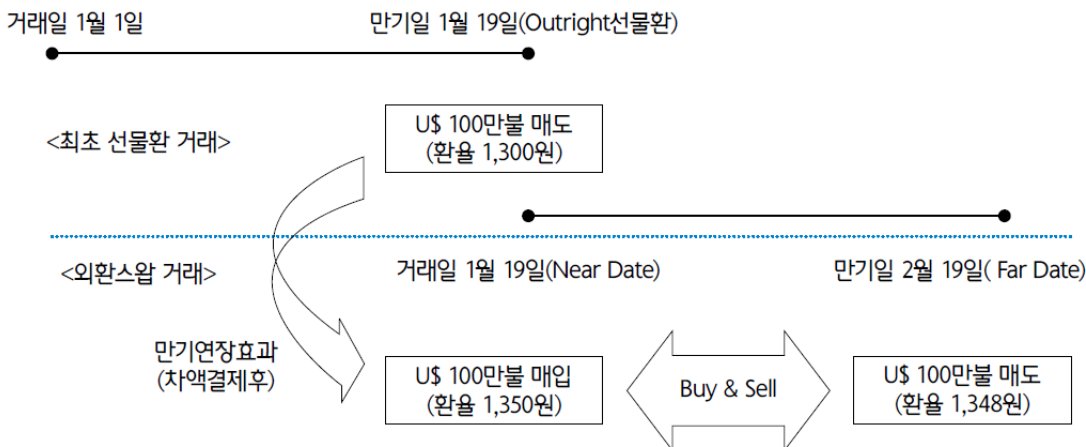 거래일 1월 1일
만기일 1월 19일(Outright선물환)
<최초 선물환 거래>
U$ 100만불 매도
(환율 1,300원)
<외환스왑 거래>
거래일 1월 19일(Near Date)
만기일 2월 19일( Far Date)
만기연장효과
(차액결제후)
U$ 100만불 매입
(환율 1,350원)
Buy & Sell
U$ 100만불 매도
(환율 1,348원)